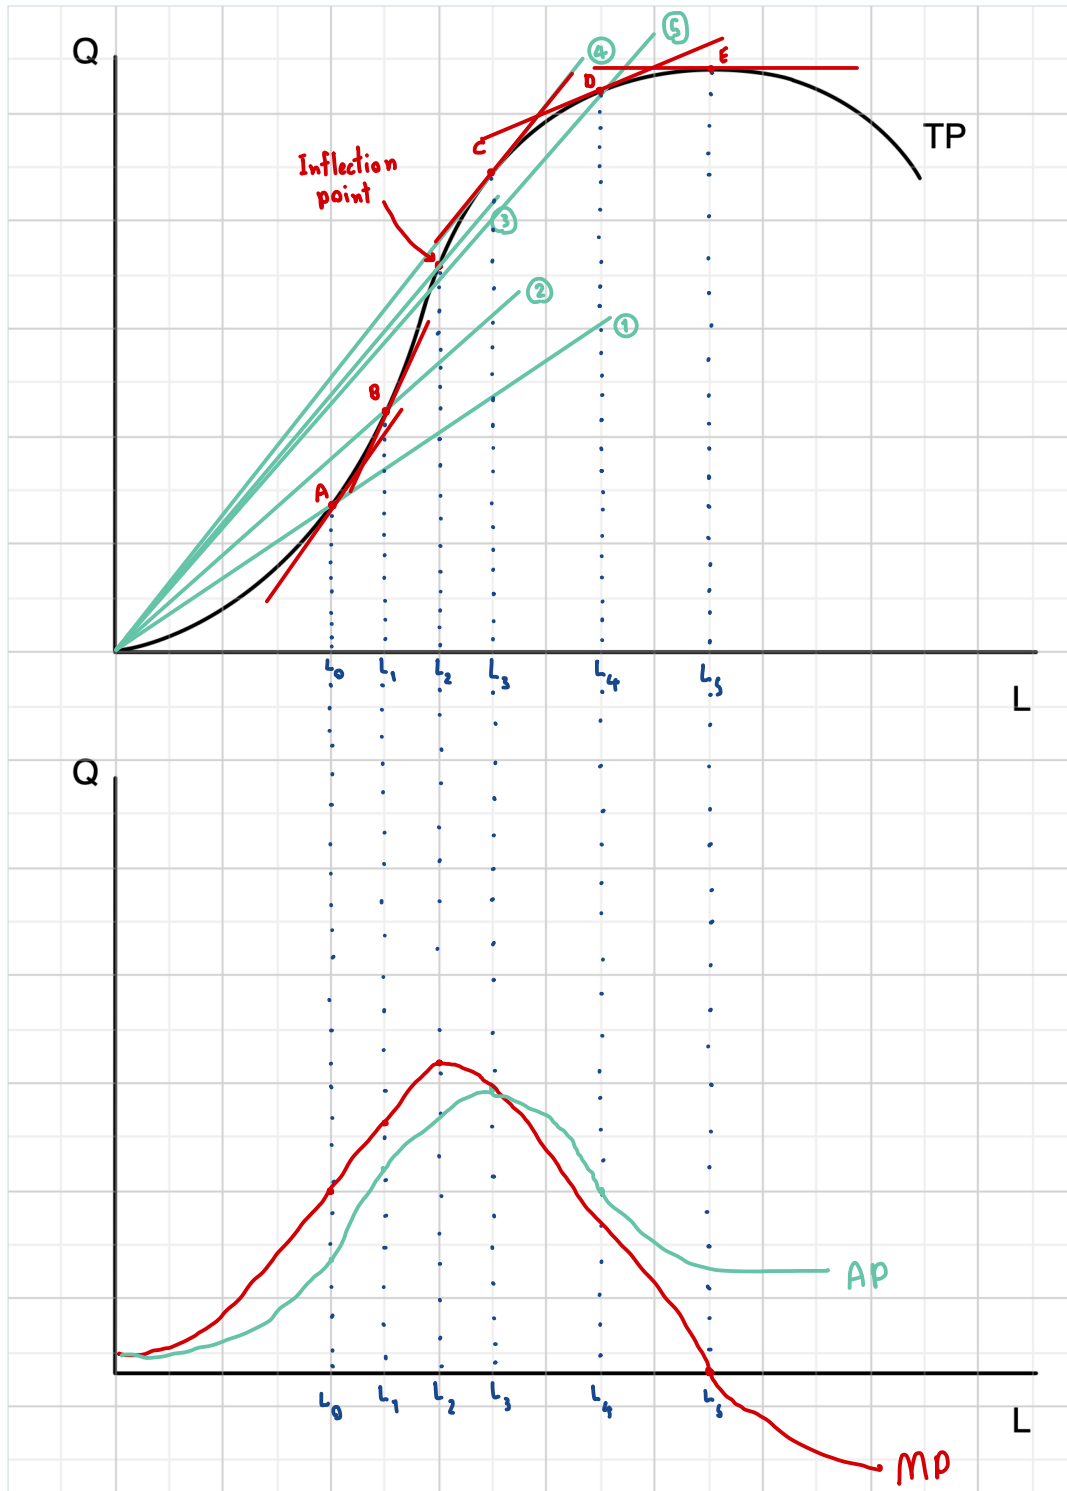 Q
⑤
④
E
D
TP
C
Inflection
point
③
②
①
B
A
L₀ L₁ L₂ L₃ L₄ L₅
L
Q
AP
L₀ L₁ L₂ L₃ L₄ L₅
L
MP